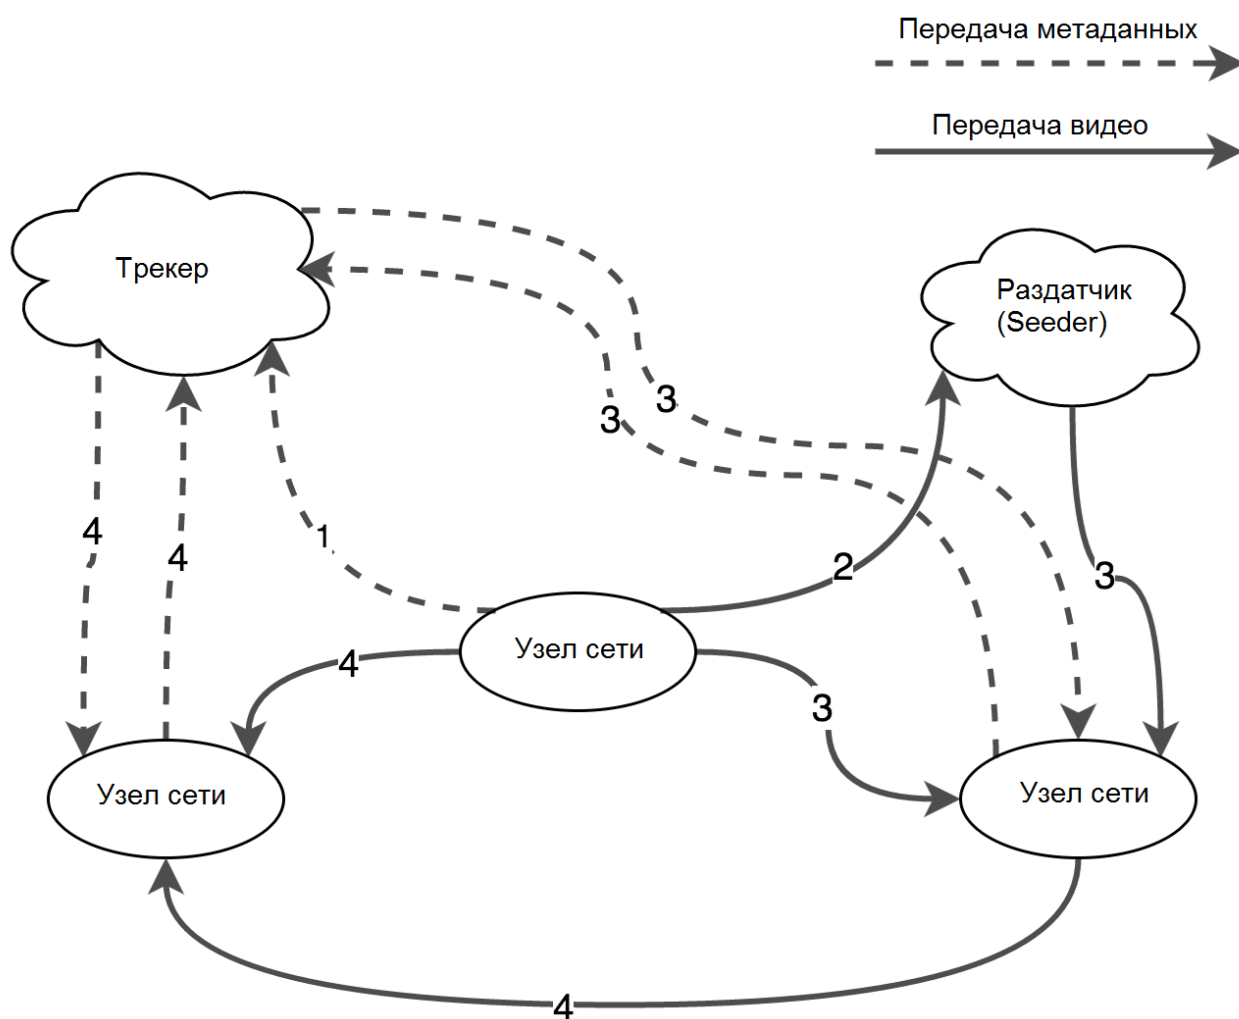 Передача метаданных
Передача видео
Трекер
Раздатчик
(Seeder)
3
3
4
4
1
2
3
Узел сети
4
3
Узел сети
Узел сети
4